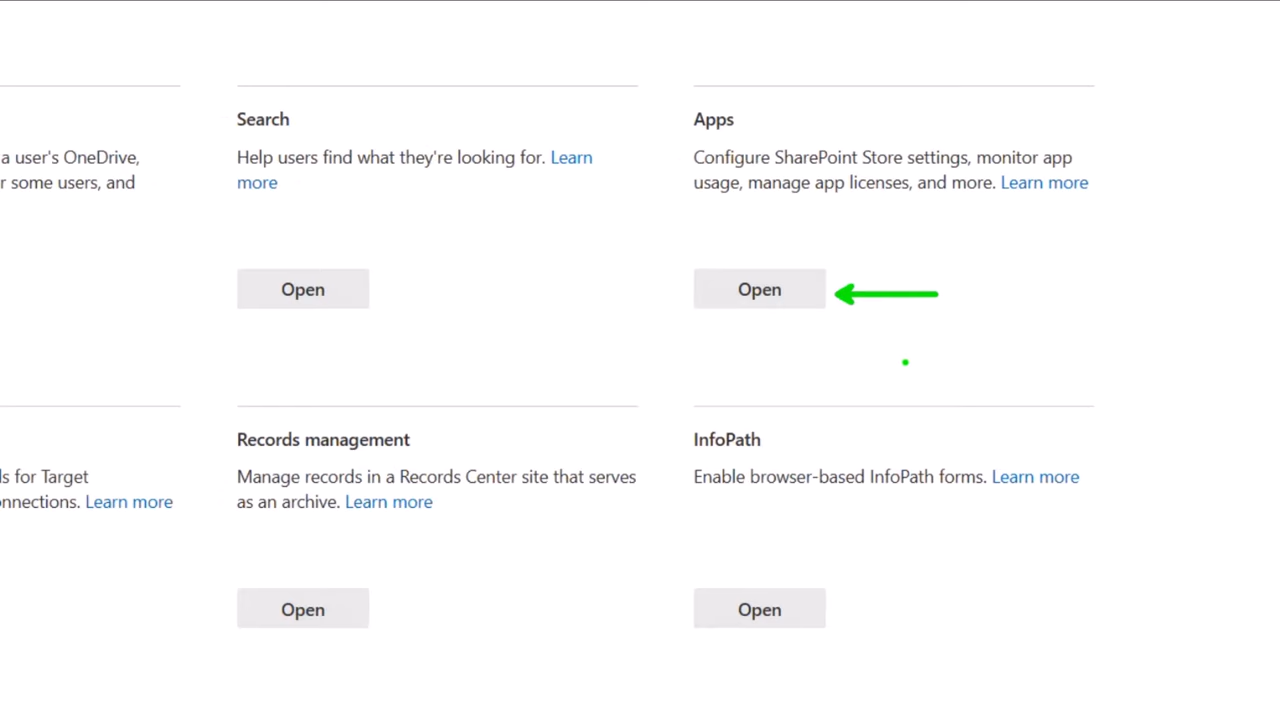 Search
Apps
a user's OneDrive,
Help users find what they're looking for. Learn
Configure SharePoint Store settings, monitor app
r some users, and
more
usage, manage app licenses, and more. Learn more
Open
Open
Records management
InfoPath
s for Target
Manage records in a Records Center site that serves
Enable browser-based InfoPath forms. Learn more
onnections. Learn more
as an archive. Learn more
Open
Open